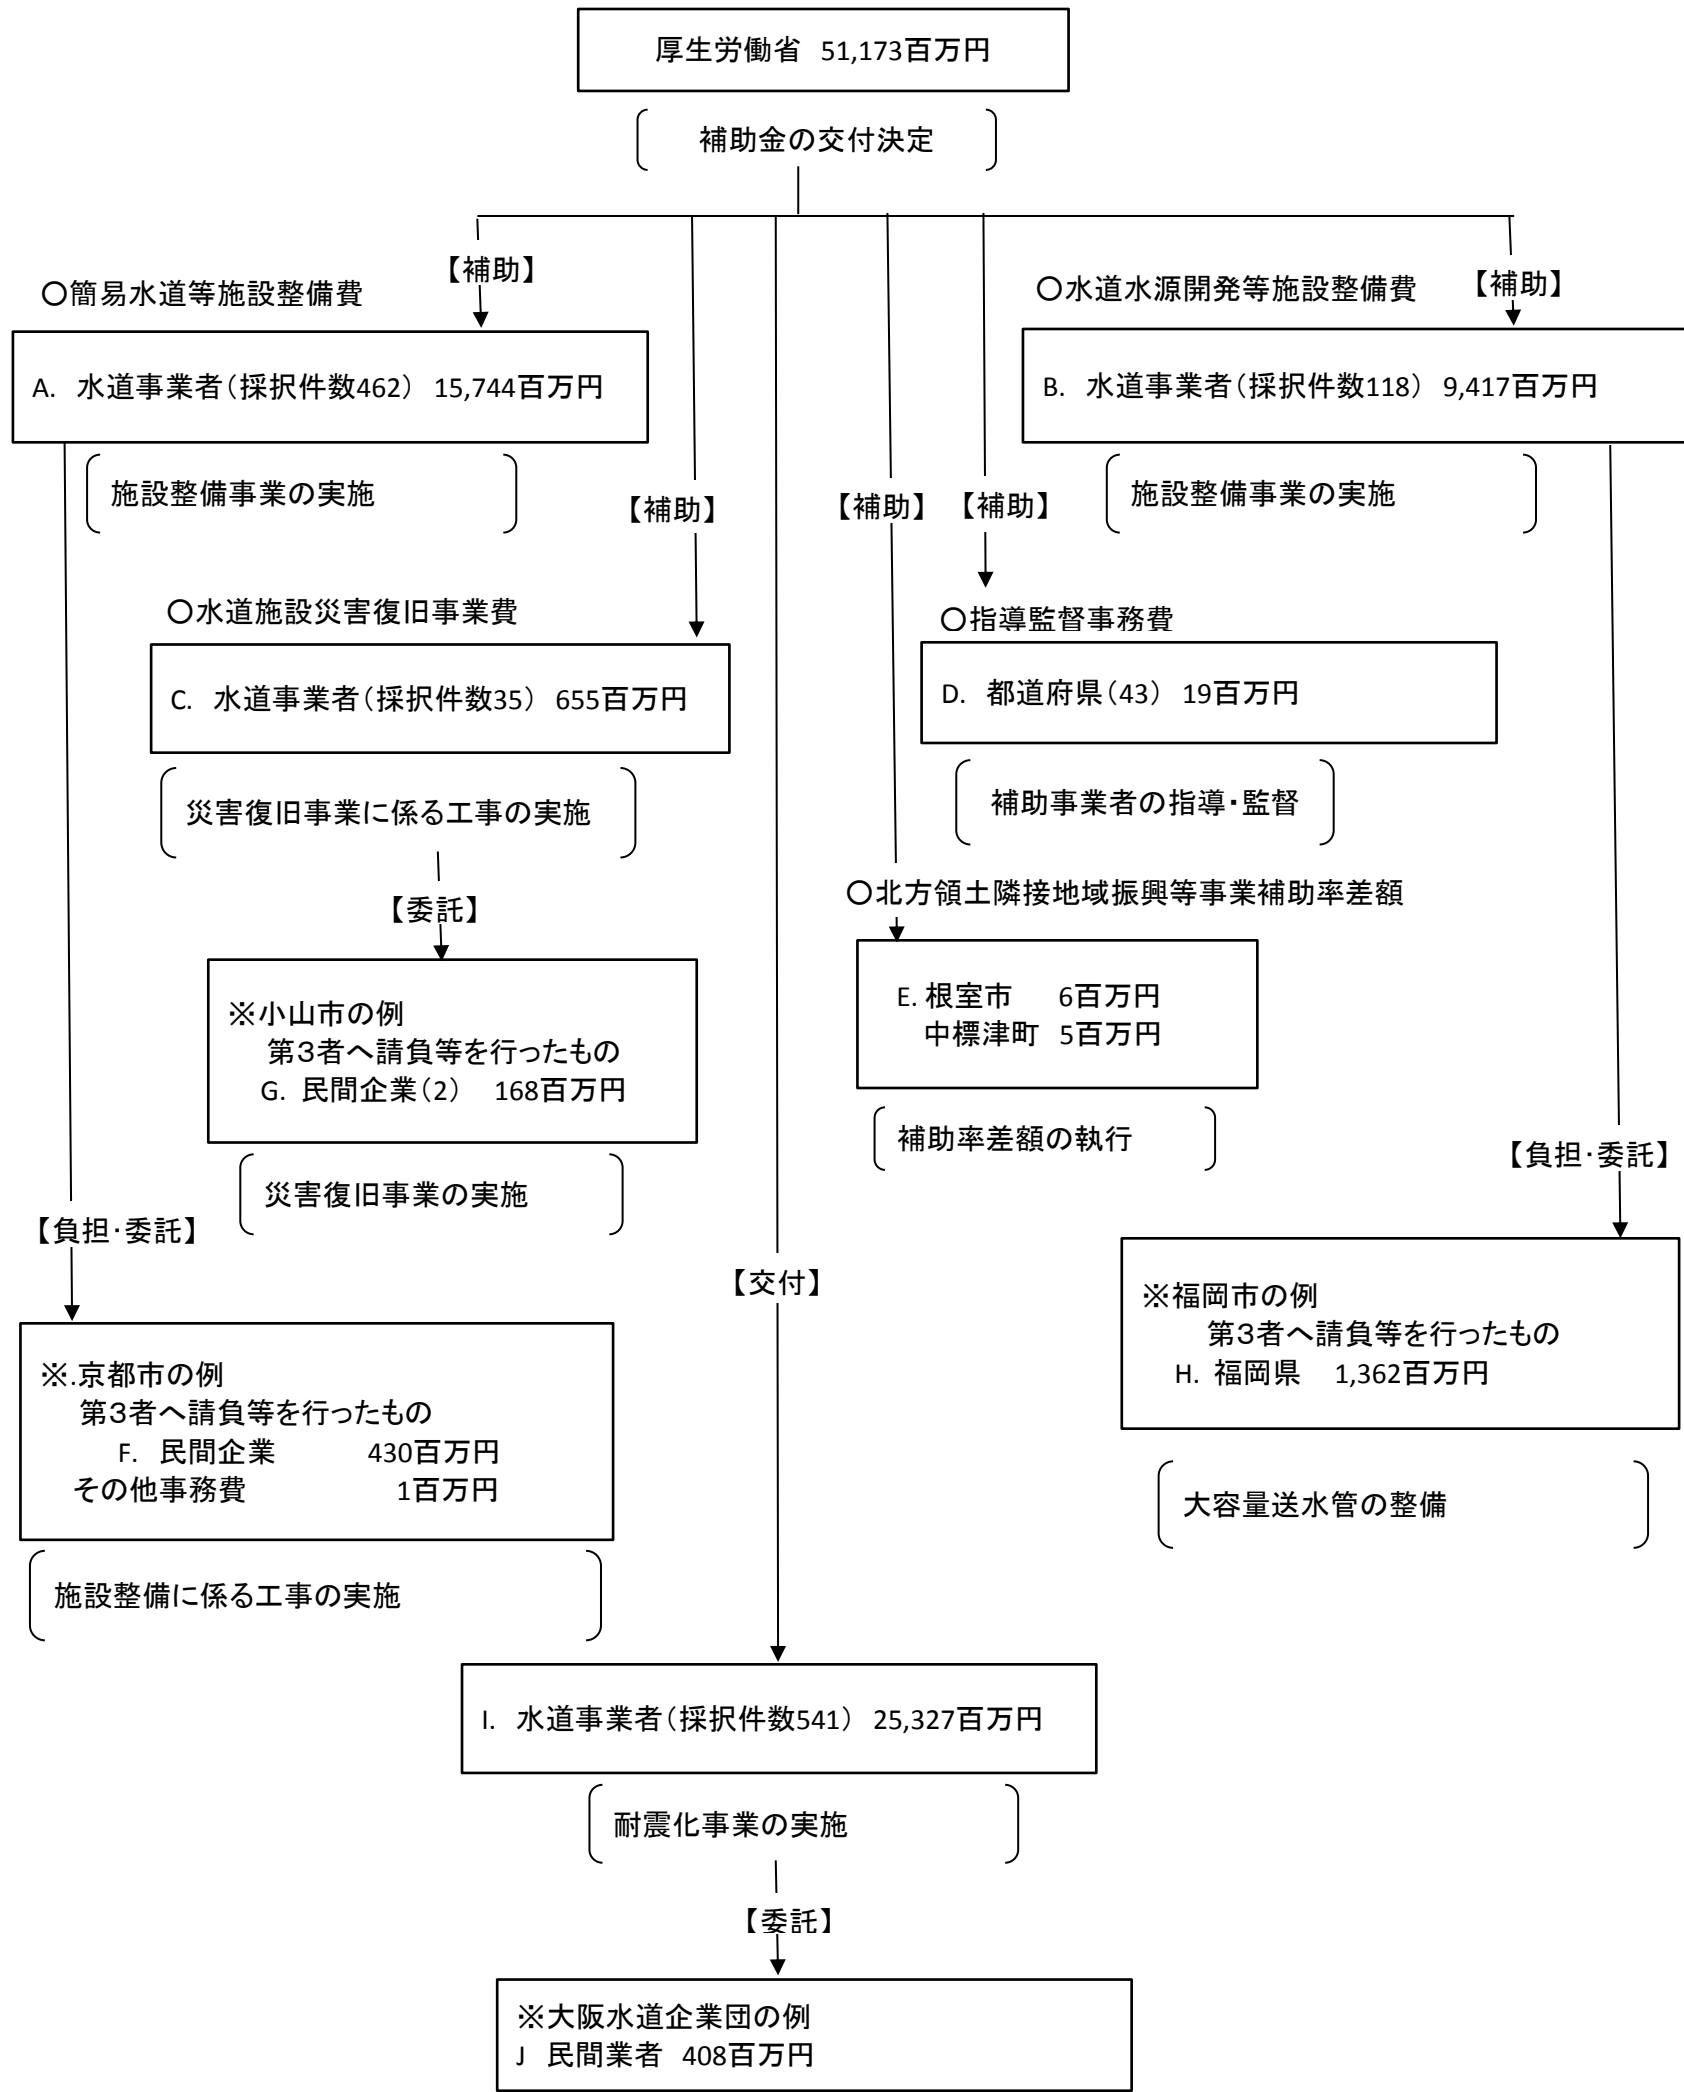 厚生労働省 51,173百万円
補助金の交付決定
【補助】
〇簡易水道等施設整備費
〇水道水源開発等施設整備費
【補助】
A. 水道事業者（採択件数462） 15,744百万円
B. 水道事業者（採択件数118） 9,417百万円
施設整備事業の実施
【補助】
【補助】
【補助】
施設整備事業の実施
〇水道施設災害復旧事業費
〇指導監督事務費
C. 水道事業者（採択件数35） 655百万円
D. 都道府県（43） 19百万円
災害復旧事業に係る工事の実施
補助事業者の指導・監督
【委託】
〇北方領土隣接地域振興等事業補助率差額
※小山市の例
第３者へ請負等を行ったもの
G. 民間企業（2） 168百万円
E. 根室市 6百万円
中標津町 5百万円
災害復旧事業の実施
補助率差額の執行
【負担・委託】
【負担・委託】
【交付】
※福岡市の例
第３者へ請負等を行ったもの
H. 福岡県 1,362百万円
※.京都市の例
第３者へ請負等を行ったもの
F. 民間企業 430百万円
その他事務費 1百万円
大容量送水管の整備
施設整備に係る工事の実施
I. 水道事業者（採択件数541） 25,327百万円
耐震化事業の実施
【委託】
※大阪水道企業団の例
J 民間業者 408百万円